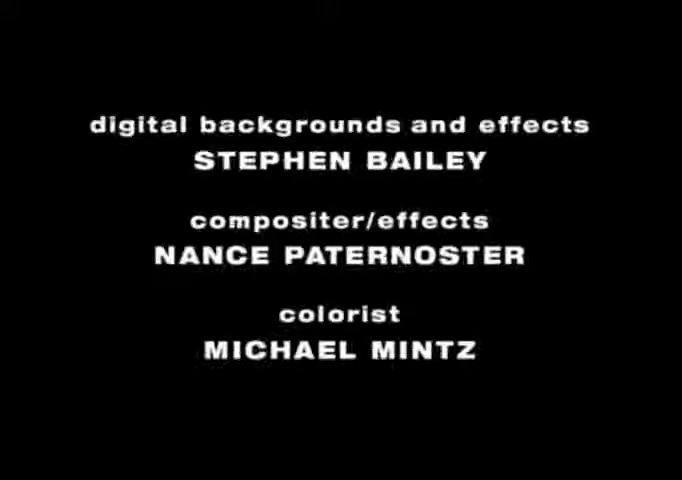 digital backgrounds and effects
STEPHEN BAILEY
compositer/effects
NANCE PATERNOSTER
colorist
MICHAEL MINTZ